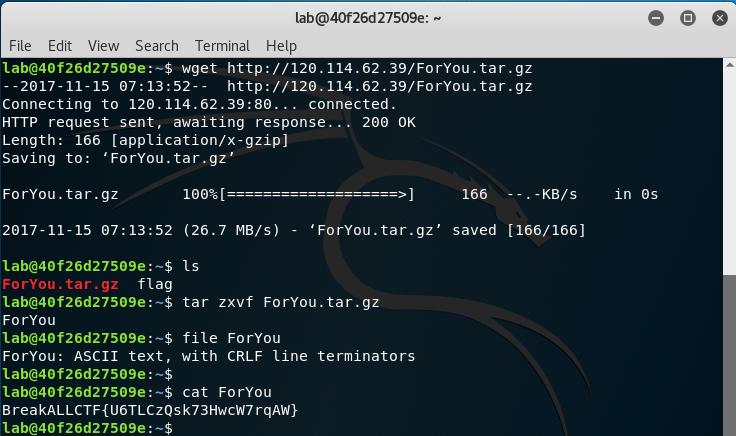 lab@40f26d27509e: ~
File Edit View Search Terminal Help
lab@40f26d27509e:~$ wget http://120.114.62.39/ForYou.tar.gz
--2017-11-15 07:13:52-- http://120.114.62.39/ForYou.tar.gz
Connecting to 120.114.62.39:80... connected.
HTTP request sent, awaiting response... 200 OK
Length: 166 [application/x-gzip]
Saving to: ‘ForYou.tar.gz’
ForYou.tar.gz 100%[===================>] 166 --.-KB/s in 0s
2017-11-15 07:13:52 (26.7 MB/s) - ‘ForYou.tar.gz’ saved [166/166]
lab@40f26d27509e:~$ ls
ForYou.tar.gz flag
lab@40f26d27509e:~$ tar zxvf ForYou.tar.gz
ForYou
lab@40f26d27509e:~$ file ForYou
ForYou: ASCII text, with CRLF line terminators
lab@40f26d27509e:~$
lab@40f26d27509e:~$ cat ForYou
BreakALLCTF{U6TLCzQsk73HwcW7rqAW}
lab@40f26d27509e:~$